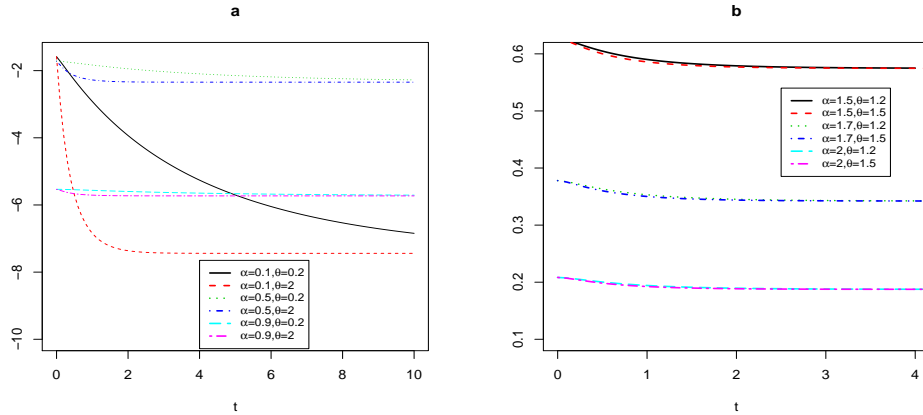 a
-2
-4
-6
-8
-10
α=0.1,θ=0.2
α=0.1,θ=2
α=0.5,θ=0.2
α=0.5,θ=2
α=0.9,θ=0.2
α=0.9,θ=2
0 2 4 6 8 10
t
b
0.6
0.5
0.4
0.3
0.2
0.1
α=1.5,θ=1.2
α=1.5,θ=1.5
α=1.7,θ=1.2
α=1.7,θ=1.5
α=2,θ=1.2
α=2,θ=1.5
0 1 2 3 4
t